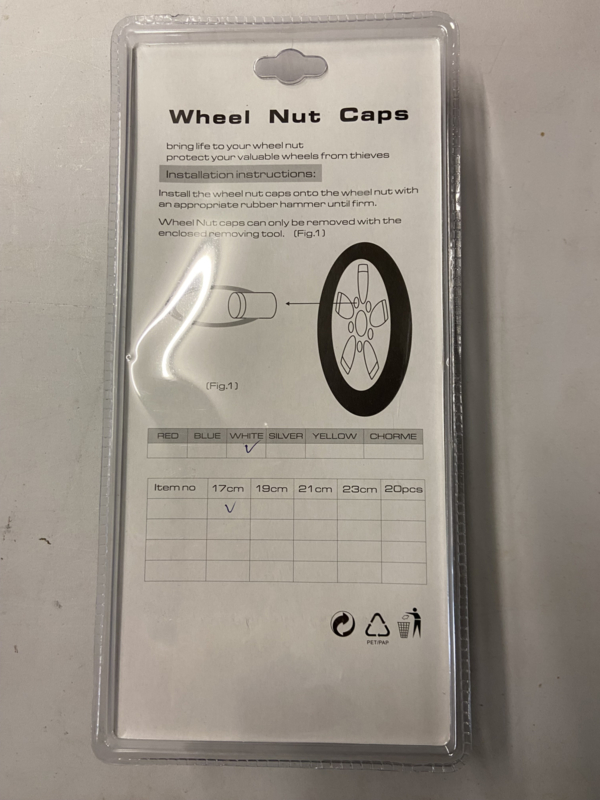 Wheel Nut Caps
bring life to your wheel nut
protect your valuable wheels from thieves
Installation instructions:
Install the wheel nut caps onto the wheel nut with
an appropriate rubber hammer until firm.
Wheel Nut caps can only be removed with the
enclosed removing tool. (Fig.1)
(Fig.1)
RED BLUE WHITE SILVER YELLOW CHORME
Item no 17cm 19cm 21cm 23cm 20pcs
PET/PAP